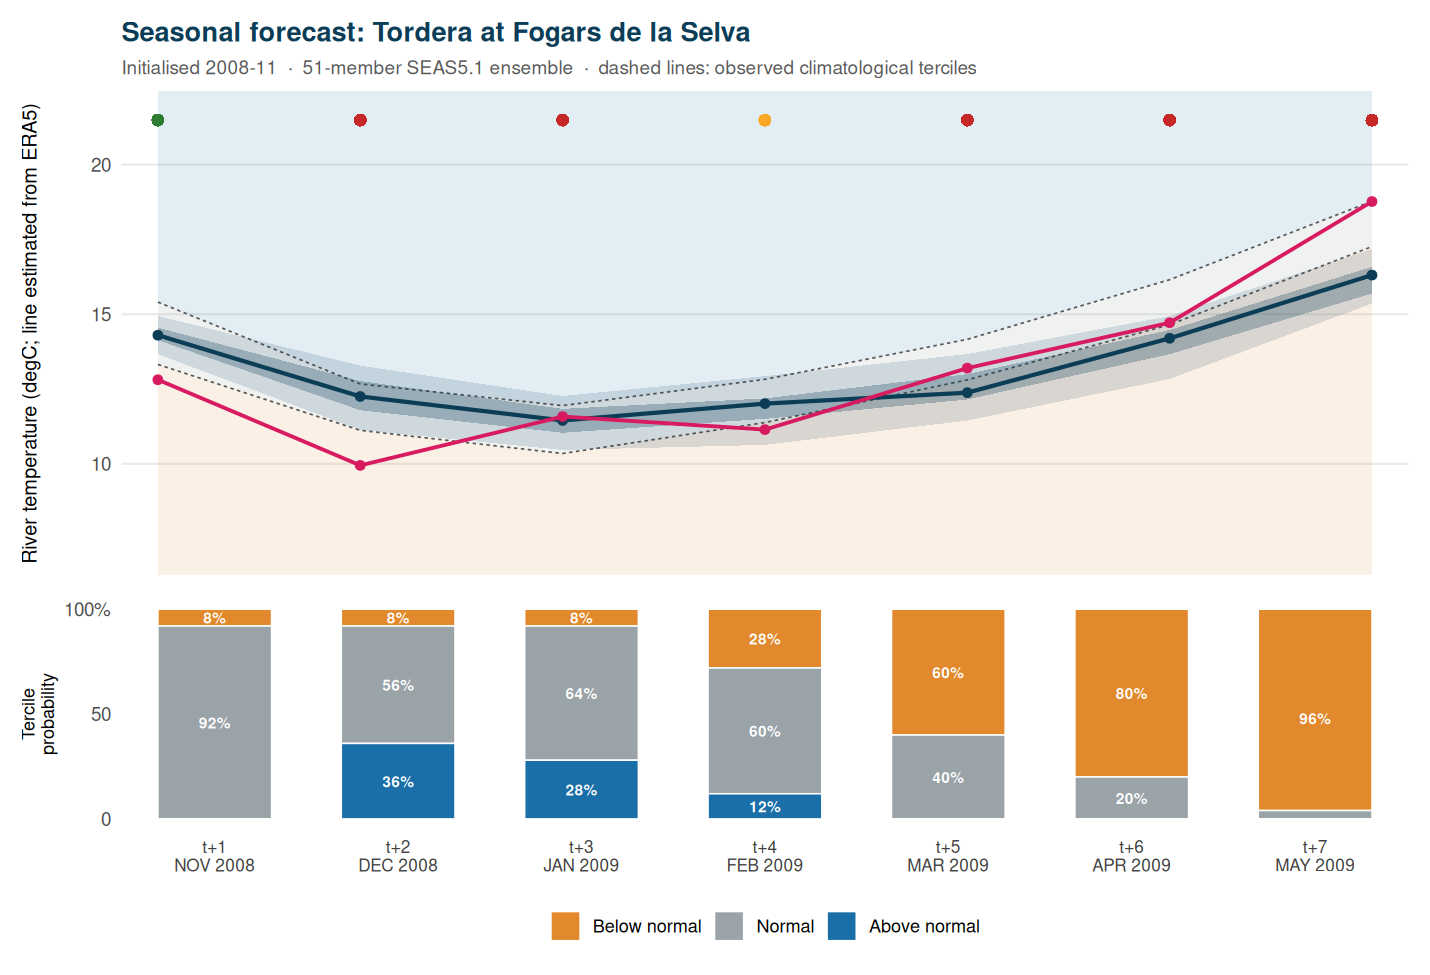 Seasonal forecast: Tordera at Fogars de la Selva
Initialised 2008-11 · 51-member SEAS5.1 ensemble · dashed lines: observed climatological terciles
River temperature (degC; line estimated from ERA5)
20
15
10
Tercile
probability
100%
50
0
8%
92%
8%
56%
36%
8%
64%
28%
28%
60%
12%
60%
40%
80%
20%
96%
t+1
NOV 2008
t+2
DEC 2008
t+3
JAN 2009
t+4
FEB 2009
t+5
MAR 2009
t+6
APR 2009
t+7
MAY 2009
Below normal
Normal
Above normal